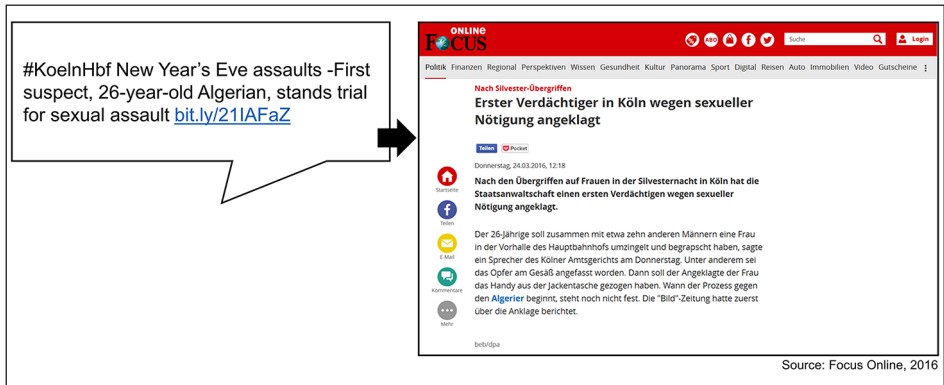 #KoelnHbf New Year's Eve assaults -First
suspect, 26-year-old Algerian, stands trial
for sexual assault bit.ly/21IAFaZ
ONLINE
FOCUS
ABO
Suche
Login
Politik Finanzen Regional Perspektiven Wissen Gesundheit Kultur Panorama Sport Digital Reisen Auto Immobilien Video Gutscheine
Nach Silvester-Übergriffen
Erster Verdächtiger in Köln wegen sexueller
Nötigung angeklagt
Teilen Pocket
Donnerstag, 24.03.2016, 12:18
Startseite
Teilen
E-Mail
Kommentare
Mehr
Nach den Übergriffen auf Frauen in der Silvesternacht in Köln hat die
Staatsanwaltschaft einen ersten Verdächtigen wegen sexueller
Nötigung angeklagt.
Der 26-Jährige soll zusammen mit etwa zehn anderen Männern eine Frau
in der Vorhalle des Hauptbahnhofs umzingelt und begrapscht haben, sagte
ein Sprecher des Kölner Amtsgerichts am Donnerstag. Unter anderem sei
das Opfer am Gesäß angefasst worden. Dann soll der Angeklagte der Frau
das Handy aus der Jackentasche gezogen haben. Wann der Prozess gegen
den Algerier beginnt, steht noch nicht fest. Die "Bild"-Zeitung hatte zuerst
über die Anklage berichtet.
beb/dpa
Source: Focus Online, 2016